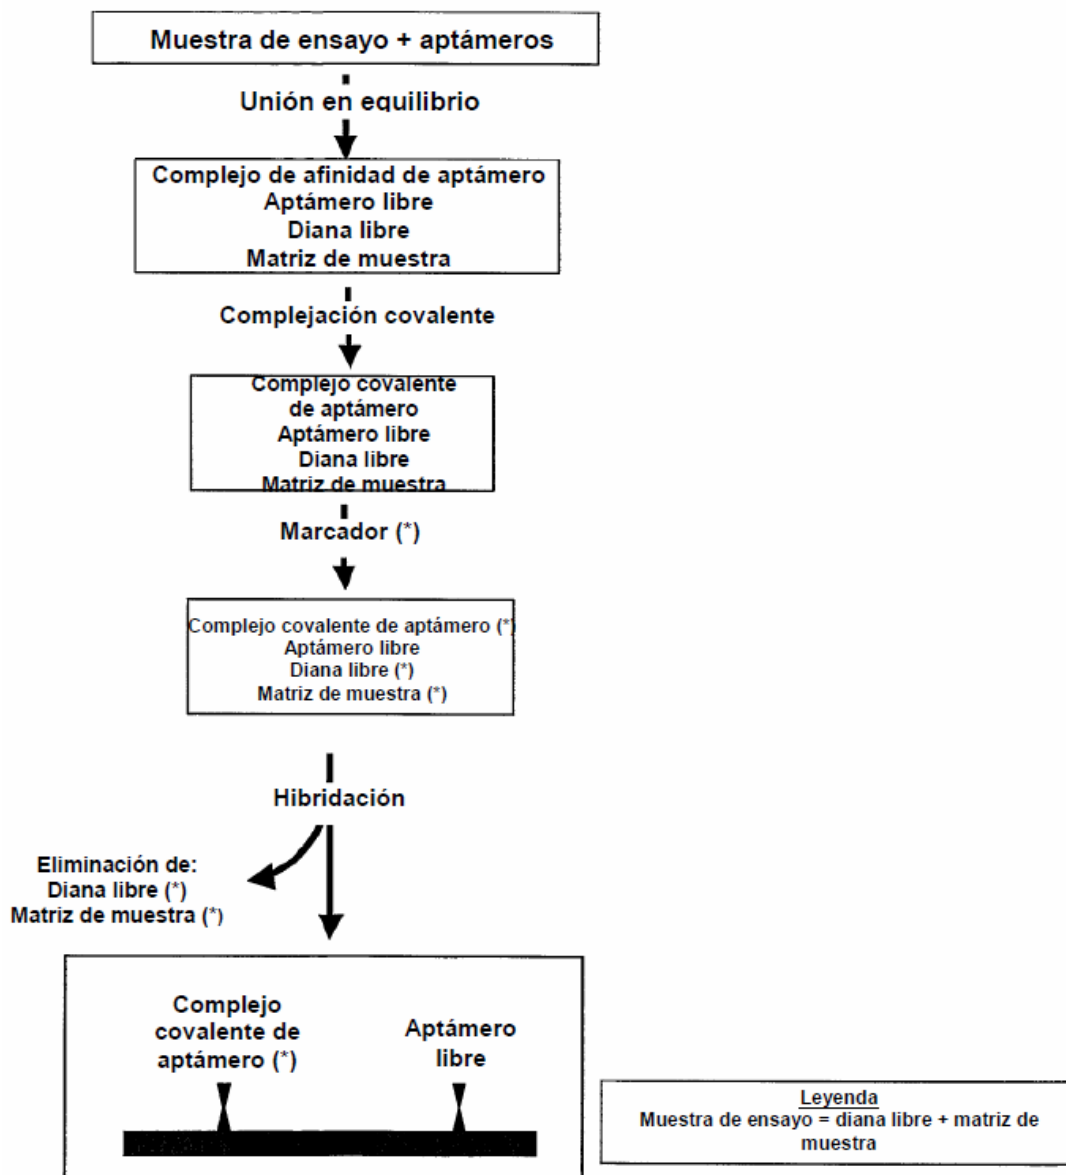 Muestra de ensayo + aptámeros
Unión en equilibrio
Complejo de afinidad de aptámero
Aptámero libre
Diana libre
Matriz de muestra
Complejación covalente
Complejo covalente
de aptámero
Aptámero libre
Diana libre
Matriz de muestra
Marcador (*)
Complejo covalente de aptámero (*)
Aptámero libre
Diana libre (*)
Matriz de muestra (*)
Hibridación
Eliminación de:
Diana libre (*)
Matriz de muestra (*)
Complejo
covalente de
aptámero (*)
Aptámero
libre
Leyenda
Muestra de ensayo = diana libre + matriz de
muestra